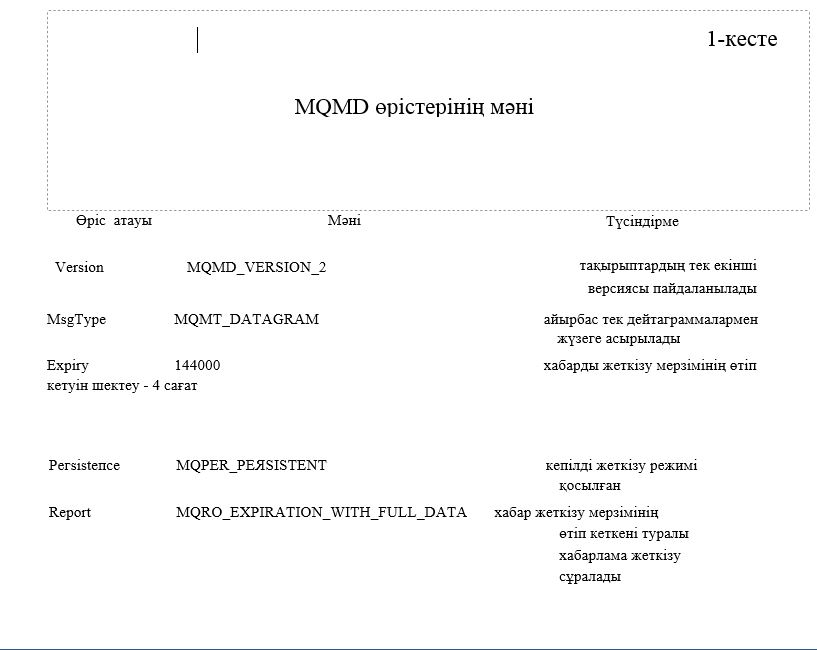 1-кесте
MQMD өрістерінің мәні
Өріс атауы Мәні Түсіндірме
Version MQMD_VERSION_2 тақырыптардың тек екінші
версиясы пайдаланылады
MsgType MQMT_DATAGRAM айырбас тек дейтаграммалармен
жүзеге асырылады
Expiry 144000 хабарды жеткізу мерзімінің өтіп
кетуін шектеу - 4 сағат
Persistепсе MQPER_PEЯSISTENT кепілді жеткізу режимі
қосылған
Report MQRO_EXPIRATION_WITH_FULL_DATA хабар жеткізу мерзімінің
өтіп кеткені туралы
хабарлама жеткізу
сұралады